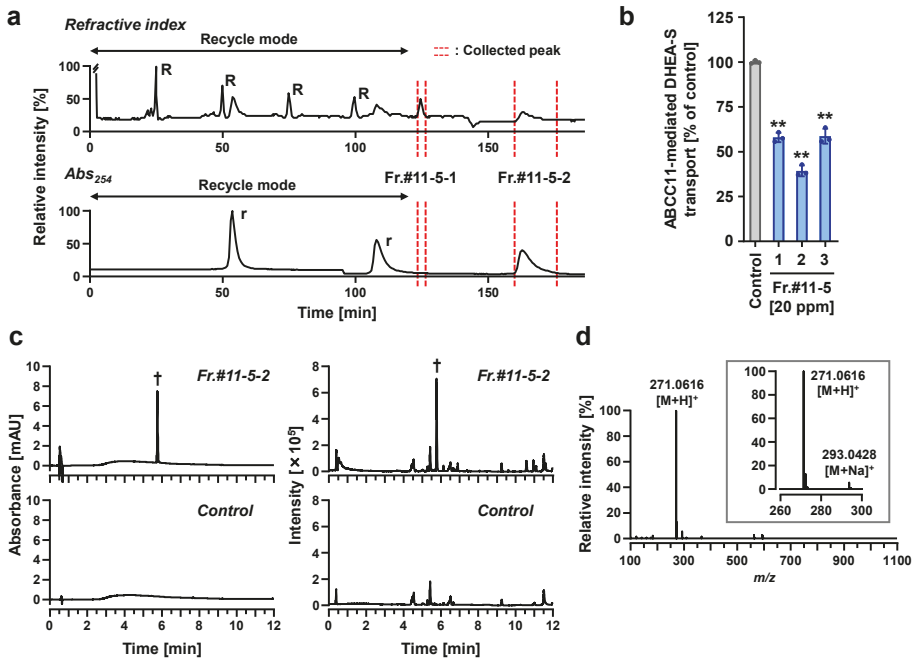 a
Refractive index
Recycle mode
: Collected peak
100
50
0
R
R
R
R
0
50
100
150
Relative intensity [%]
Abs254
Recycle mode
Fr.#11-5-1
Fr.#11-5-2
100
50
0
r
r
0
50
100
150
Time [min]
b
ABCC11-mediated DHEA-S
transport [% of control]
125
100
75
50
25
0
**
**
**
Control
1
2
3
Fr.#11-5
[20 ppm]
c
Absorbance [mAU]
10
8
6
4
2
0
†
Fr.#11-5-2
10
8
6
4
2
0
Control
0
2
4
6
8
10
12
Time [min]
Intensity [×10⁵]
8
6
4
2
0
†
Fr.#11-5-2
8
6
4
2
0
Control
0
2
4
6
8
10
12
Time [min]
d
Relative intensity [%]
100
80
60
40
20
0
271.0616
[M+H]⁺
100
300
500
700
900
1100
m/z
100
80
60
40
20
0
271.0616
[M+H]⁺
293.0428
[M+Na]⁺
260
280
300